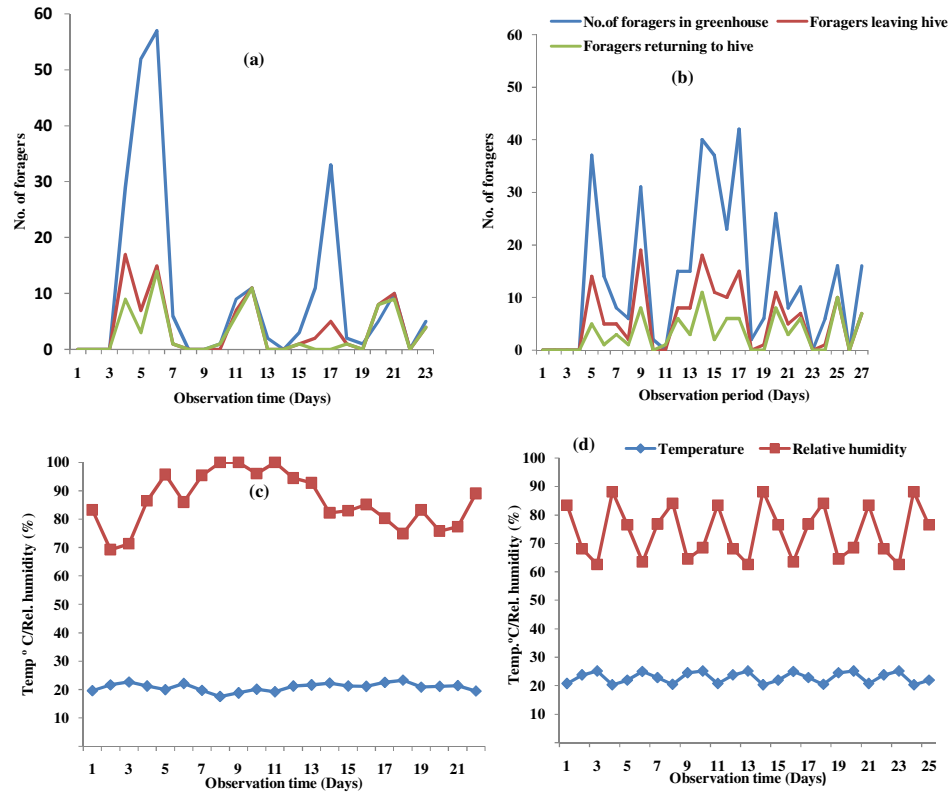 60
50
40
30
20
10
0
No. of foragers
(a)
1 3 5 7 9 11 13 15 17 19 21 23
Observation time (Days)
No.of foragers in greenhouse
Foragers leaving hive
Foragers returning to hive
60
50
40
30
20
10
0
No. of foragers
(b)
1 3 5 7 9 11 13 15 17 19 21 23 25 27
Observation period (Days)
100
90
80
70
60
50
40
30
20
10
Temp º C/Rel. humidity (%)
(c)
1 3 5 7 9 11 13 15 17 19 21
Observation time (Days)
(d)
Temperature
Relative humidity
100
90
80
70
60
50
40
30
20
10
Temp.ºC/Rel. humidity (%)
1 3 5 7 9 11 13 15 17 19 21 23 25
Observation time (Days)